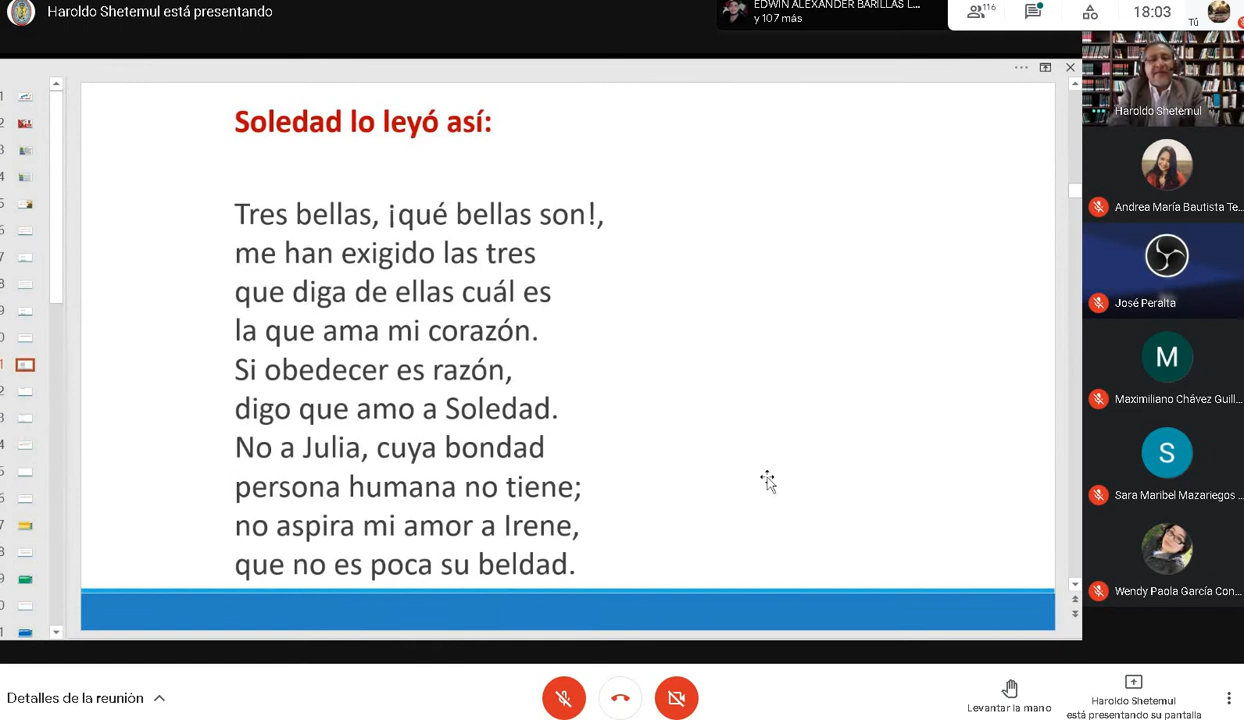 Haroldo Shetemul está presentando
EDWIN ALEXANDER BARILLAS L...
y 107 más
116
18:03
Tú
Soledad lo leyó así:
Tres bellas, ¡qué bellas son!,
me han exigido las tres
que diga de ellas cuál es
la que ama mi corazón.
Si obedecer es razón,
digo que amo a Soledad.
No a Julia, cuya bondad
persona humana no tiene;
no aspira mi amor a Irene,
que no es poca su beldad.
Haroldo Shetemul
Andrea María Bautista Te...
José Peralta
M
Maximiliano Chávez Guill...
S
Sara Maribel Mazariegos ...
Wendy Paola García Con...
Detalles de la reunión
Levantar la mano
Haroldo Shetemul
está presentando su pantalla